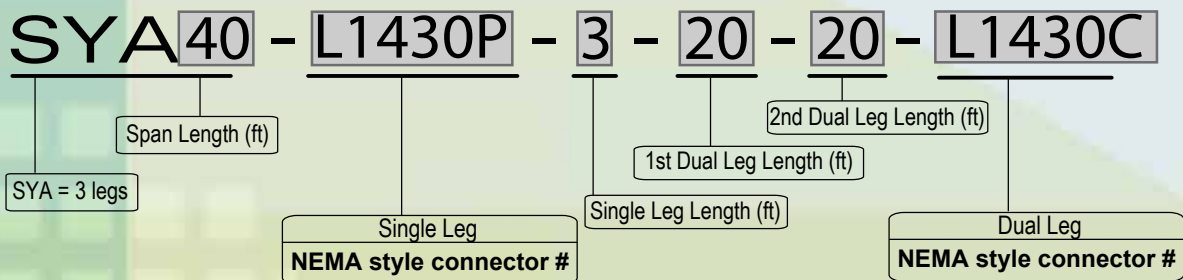 SYA40 - L1430P - 3 - 20 - 20 - L1430C
Span Length (ft)
2nd Dual Leg Length (ft)
1st Dual Leg Length (ft)
SYA = 3 legs
Single Leg Length (ft)
Single Leg
NEMA style connector #
Dual Leg
NEMA style connector #